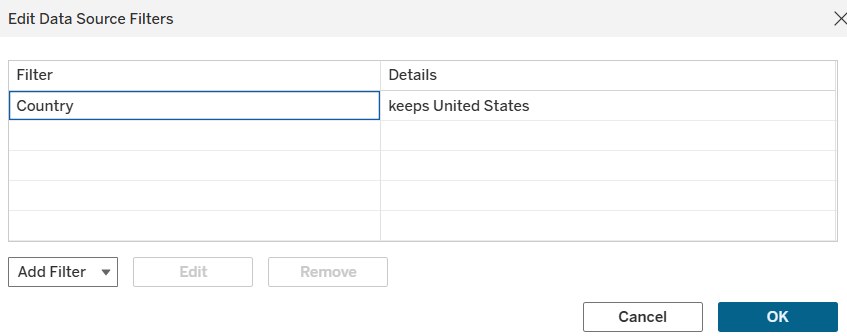 Edit Data Source Filters
Filter Details
Country keeps United States
Add Filter Edit Remove
Cancel OK